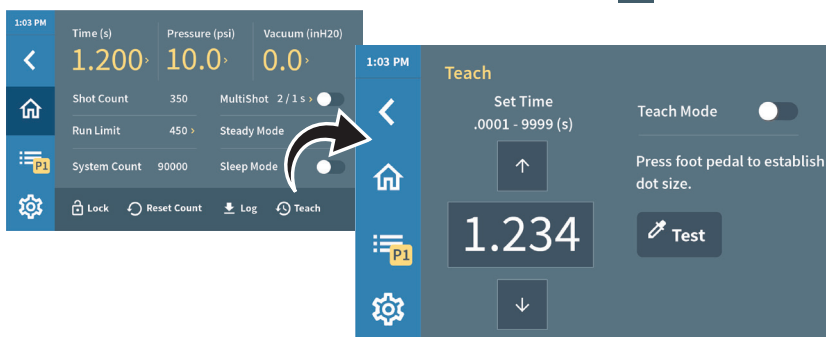 1:03 PM
Time (s) Pressure (psi) Vacuum (inH20)
1.200› 10.0› 0.0›
Shot Count 350 MultiShot 2 / 1 s ›
Run Limit 450 › Steady Mode
System Count 90000 Sleep Mode
P1
Lock Reset Count Log Teach
1:03 PM
Teach
Set Time
.0001 - 9999 (s)
Teach Mode
Press foot pedal to establish
dot size.
1.234
Test
P1